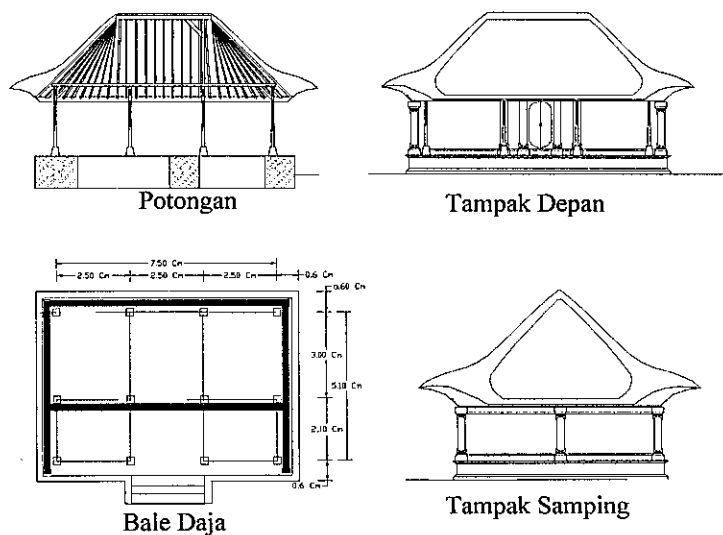 Potongan
Tampak Depan
7.50 Cm
2.50 Cm 2.50 Cm 2.50 Cm 0.6 Cm
0.60 Cm
3.00 Cm
5.10 Cm
2.10 Cm
0.6 Cm
Bale Daja
Tampak Samping